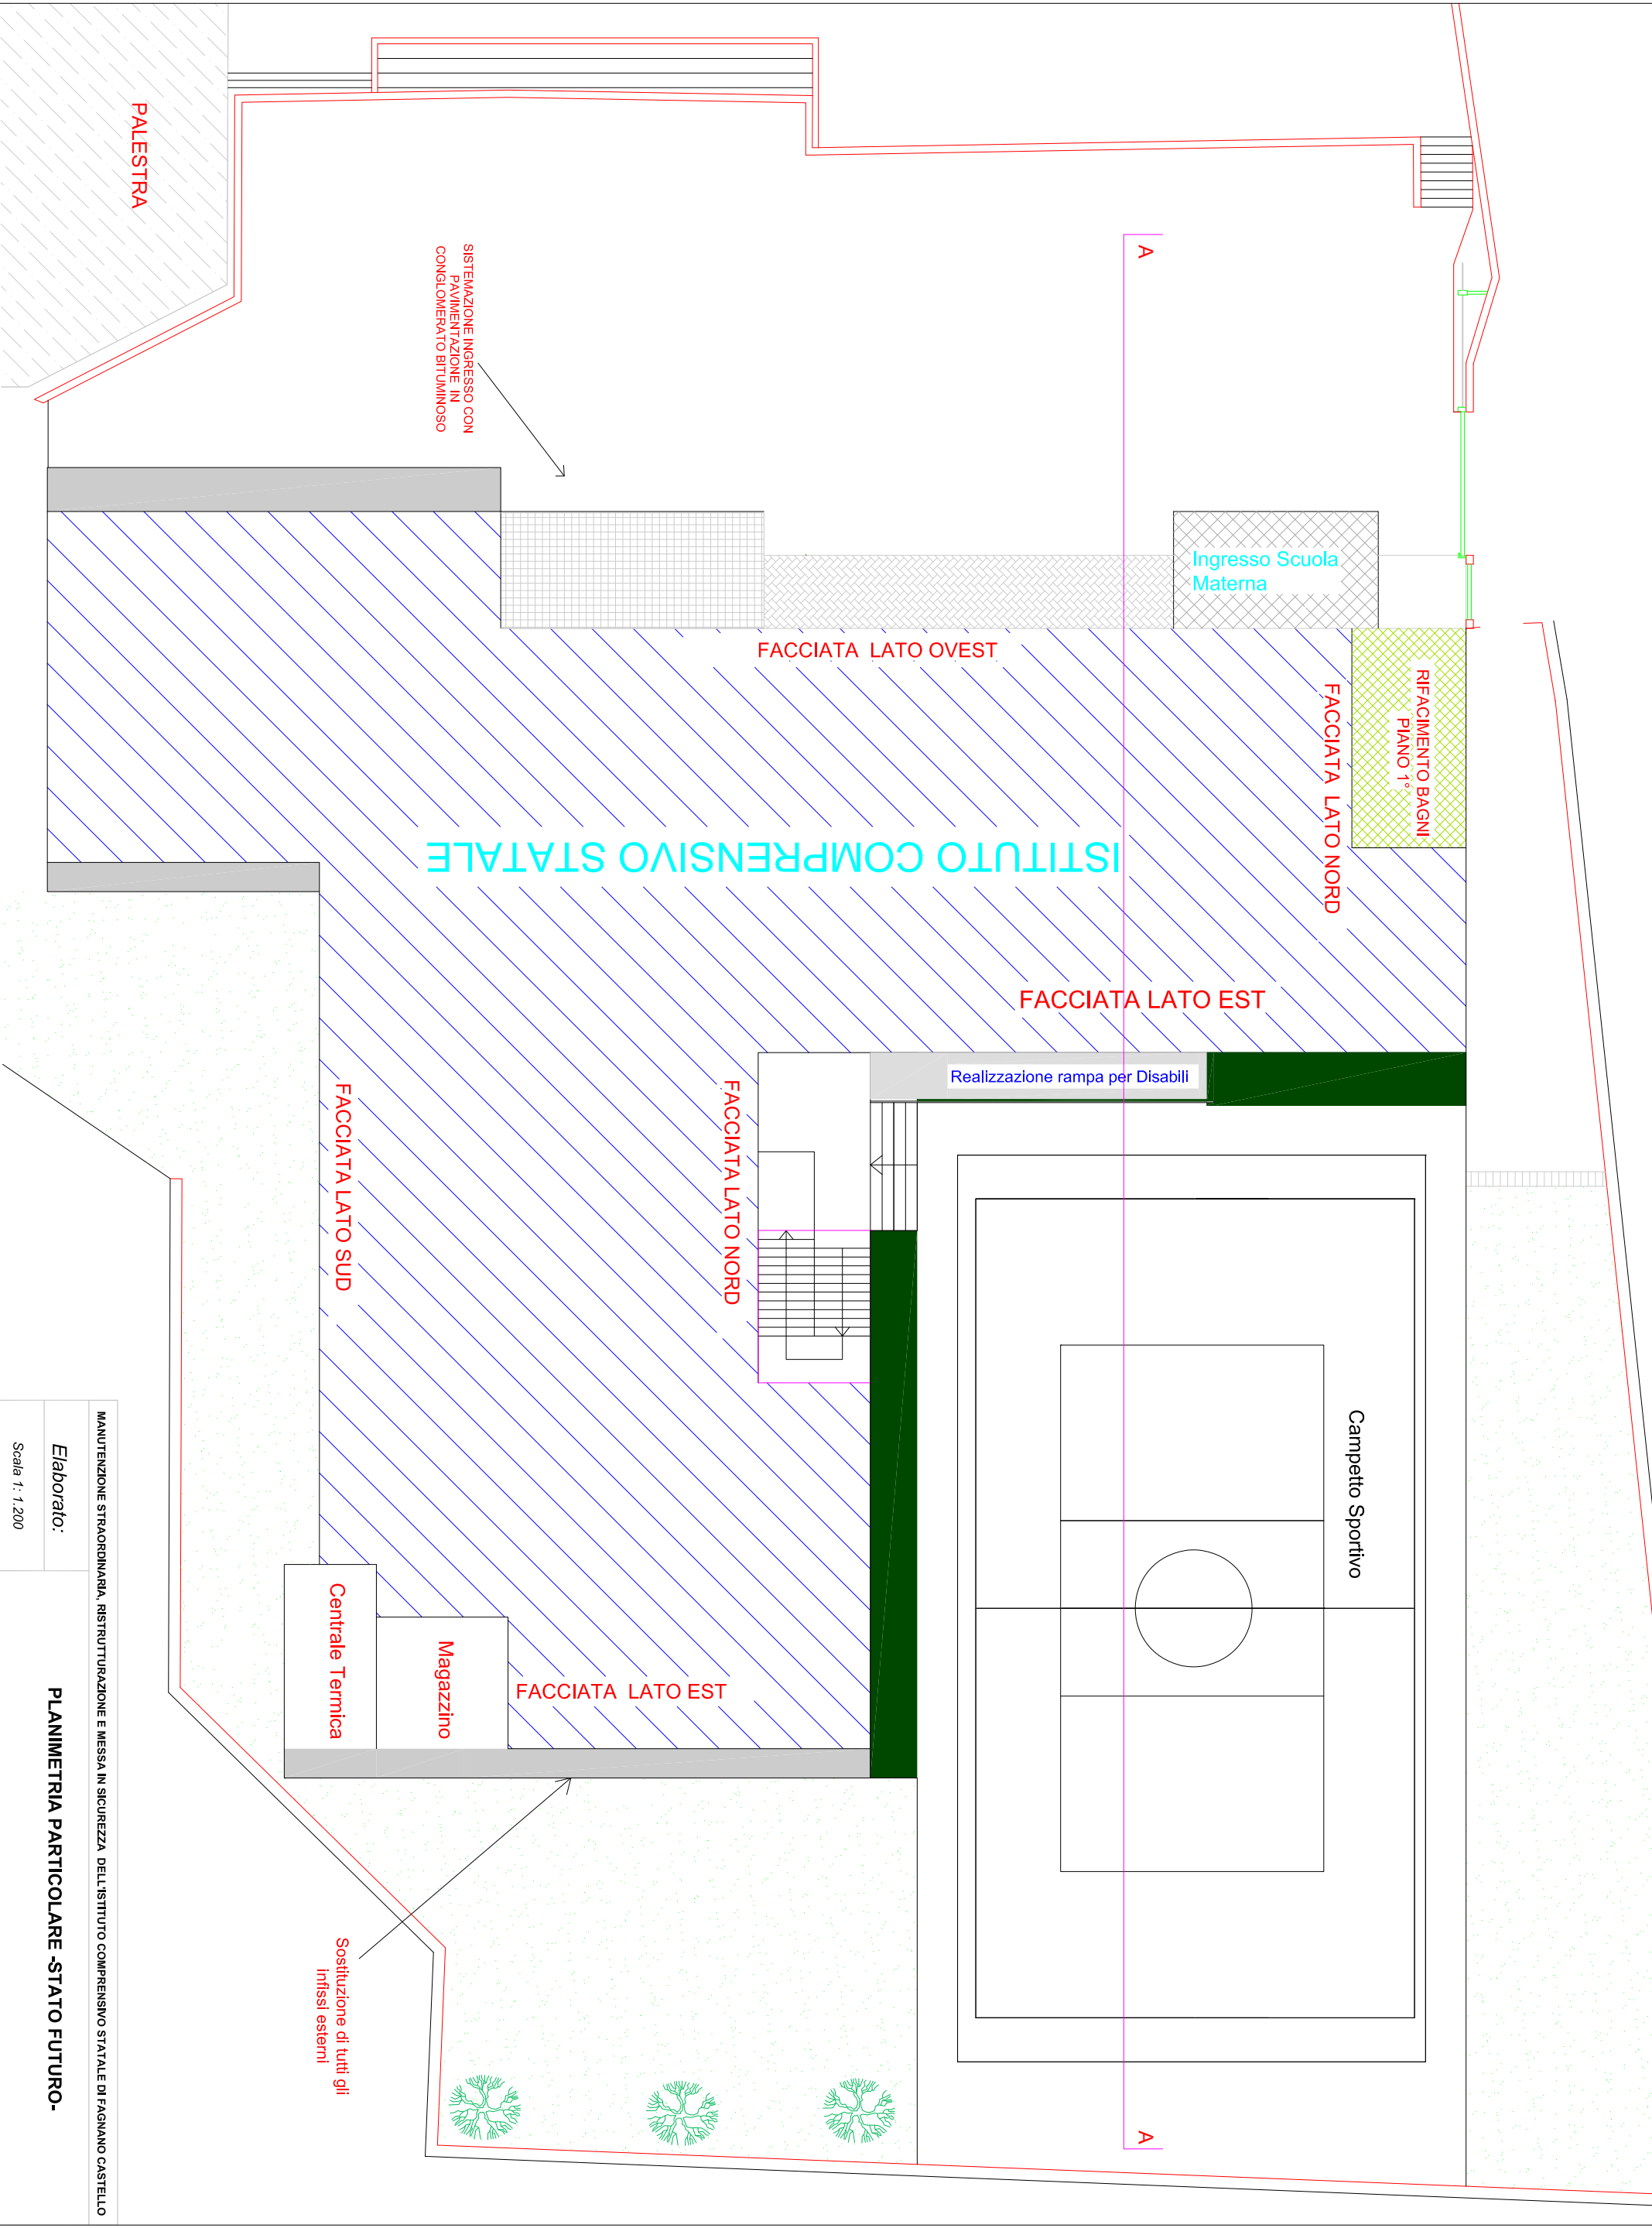 PALESTRA
SISTEMAZIONE INGRESSO CON
PAVIMENTAZIONE IN
CONGLOMERATO BITUMINOSO
A
Ingresso Scuola
Materna
FACCIATA LATO OVEST
RIFACIMENTO BAGNI
PIANO 1°
FACCIATA LATO NORD
ISTITUTO COMPRENSIVO STATALE
FACCIATA LATO EST
Realizzazione rampa per Disabili
FACCIATA LATO SUD
FACCIATA LATO NORD
Campetto Sportivo
Centrale Termica
Magazzino
FACCIATA LATO EST
Sostituzione di tutti gli
infissi esterni
A
MANUTENZIONE STRAORDINARIA, RISTRUTTURAZIONE E MESSA IN SICUREZZA DELL'ISTITUTO COMPRENSIVO STATALE DI FAGNANO CASTELLO
Elaborato:
PLANIMETRIA PARTICOLARE -STATO FUTURO-
Scala 1: 1.200